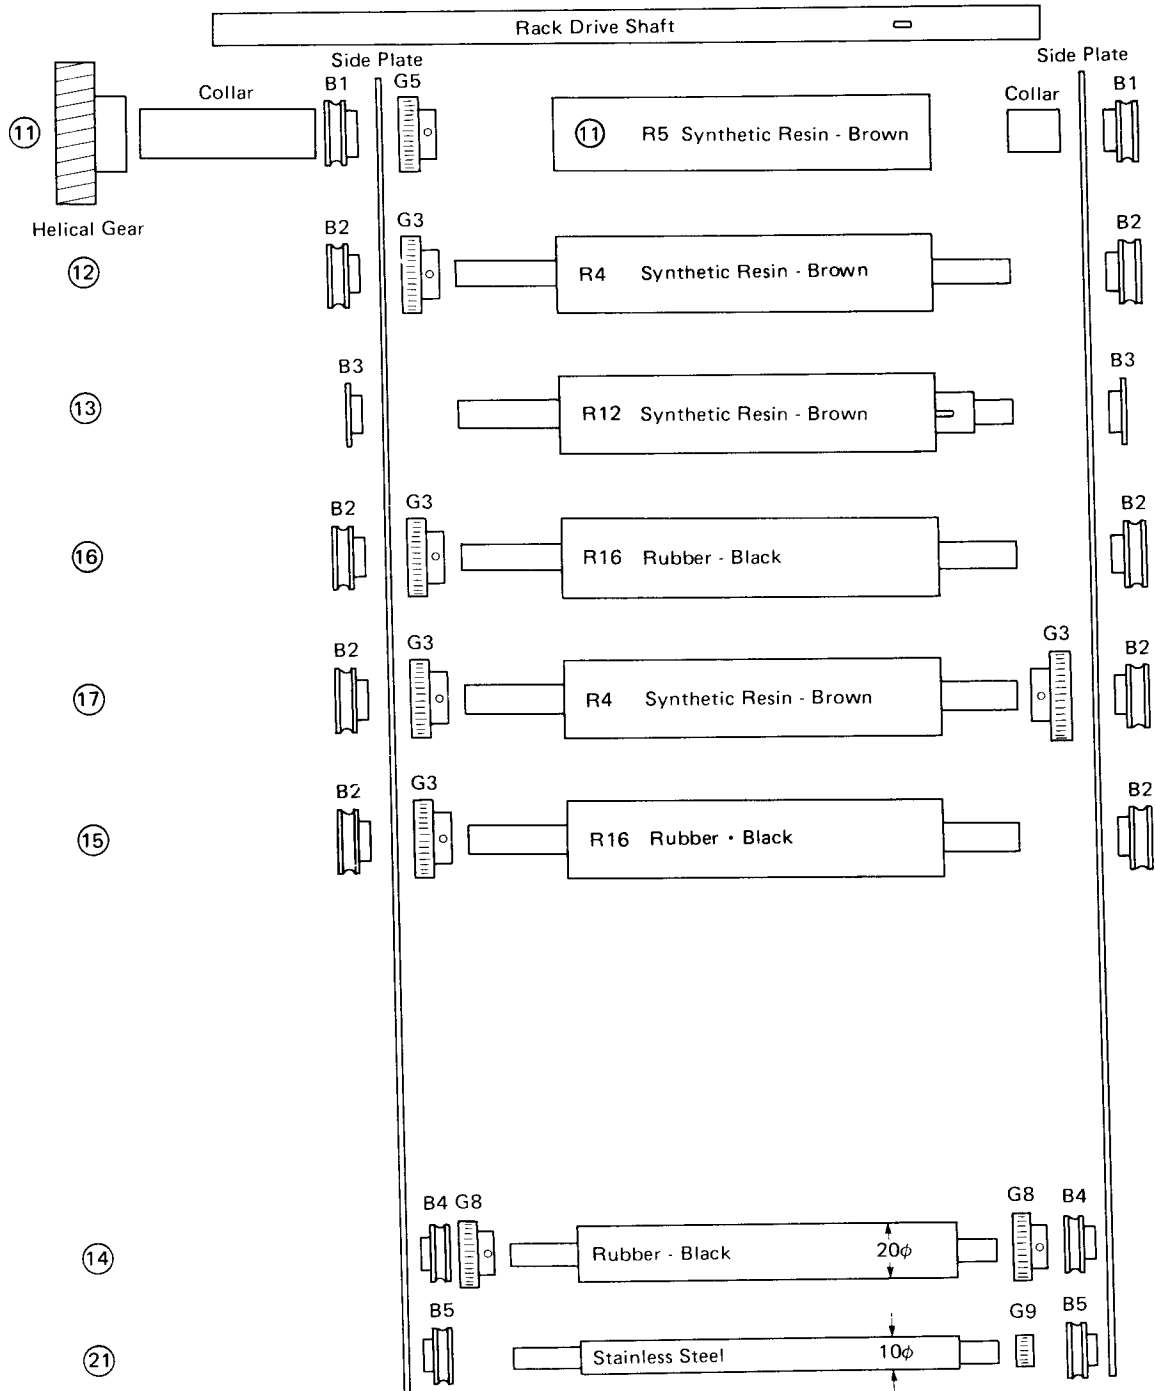 Rack Drive Shaft
Side Plate
Side Plate
Collar
B1
G5
Collar
B1
11
11 R5 Synthetic Resin - Brown
Helical Gear
B2
G3
B2
12
R4 Synthetic Resin - Brown
B3
B3
13
R12 Synthetic Resin - Brown
B2
G3
B2
16
R16 Rubber - Black
B2
G3
G3
B2
17
R4 Synthetic Resin - Brown
B2
G3
B2
15
R16 Rubber · Black
B4
G8
G8
B4
14
Rubber - Black
20φ
B5
G9
B5
21
Stainless Steel
10φ